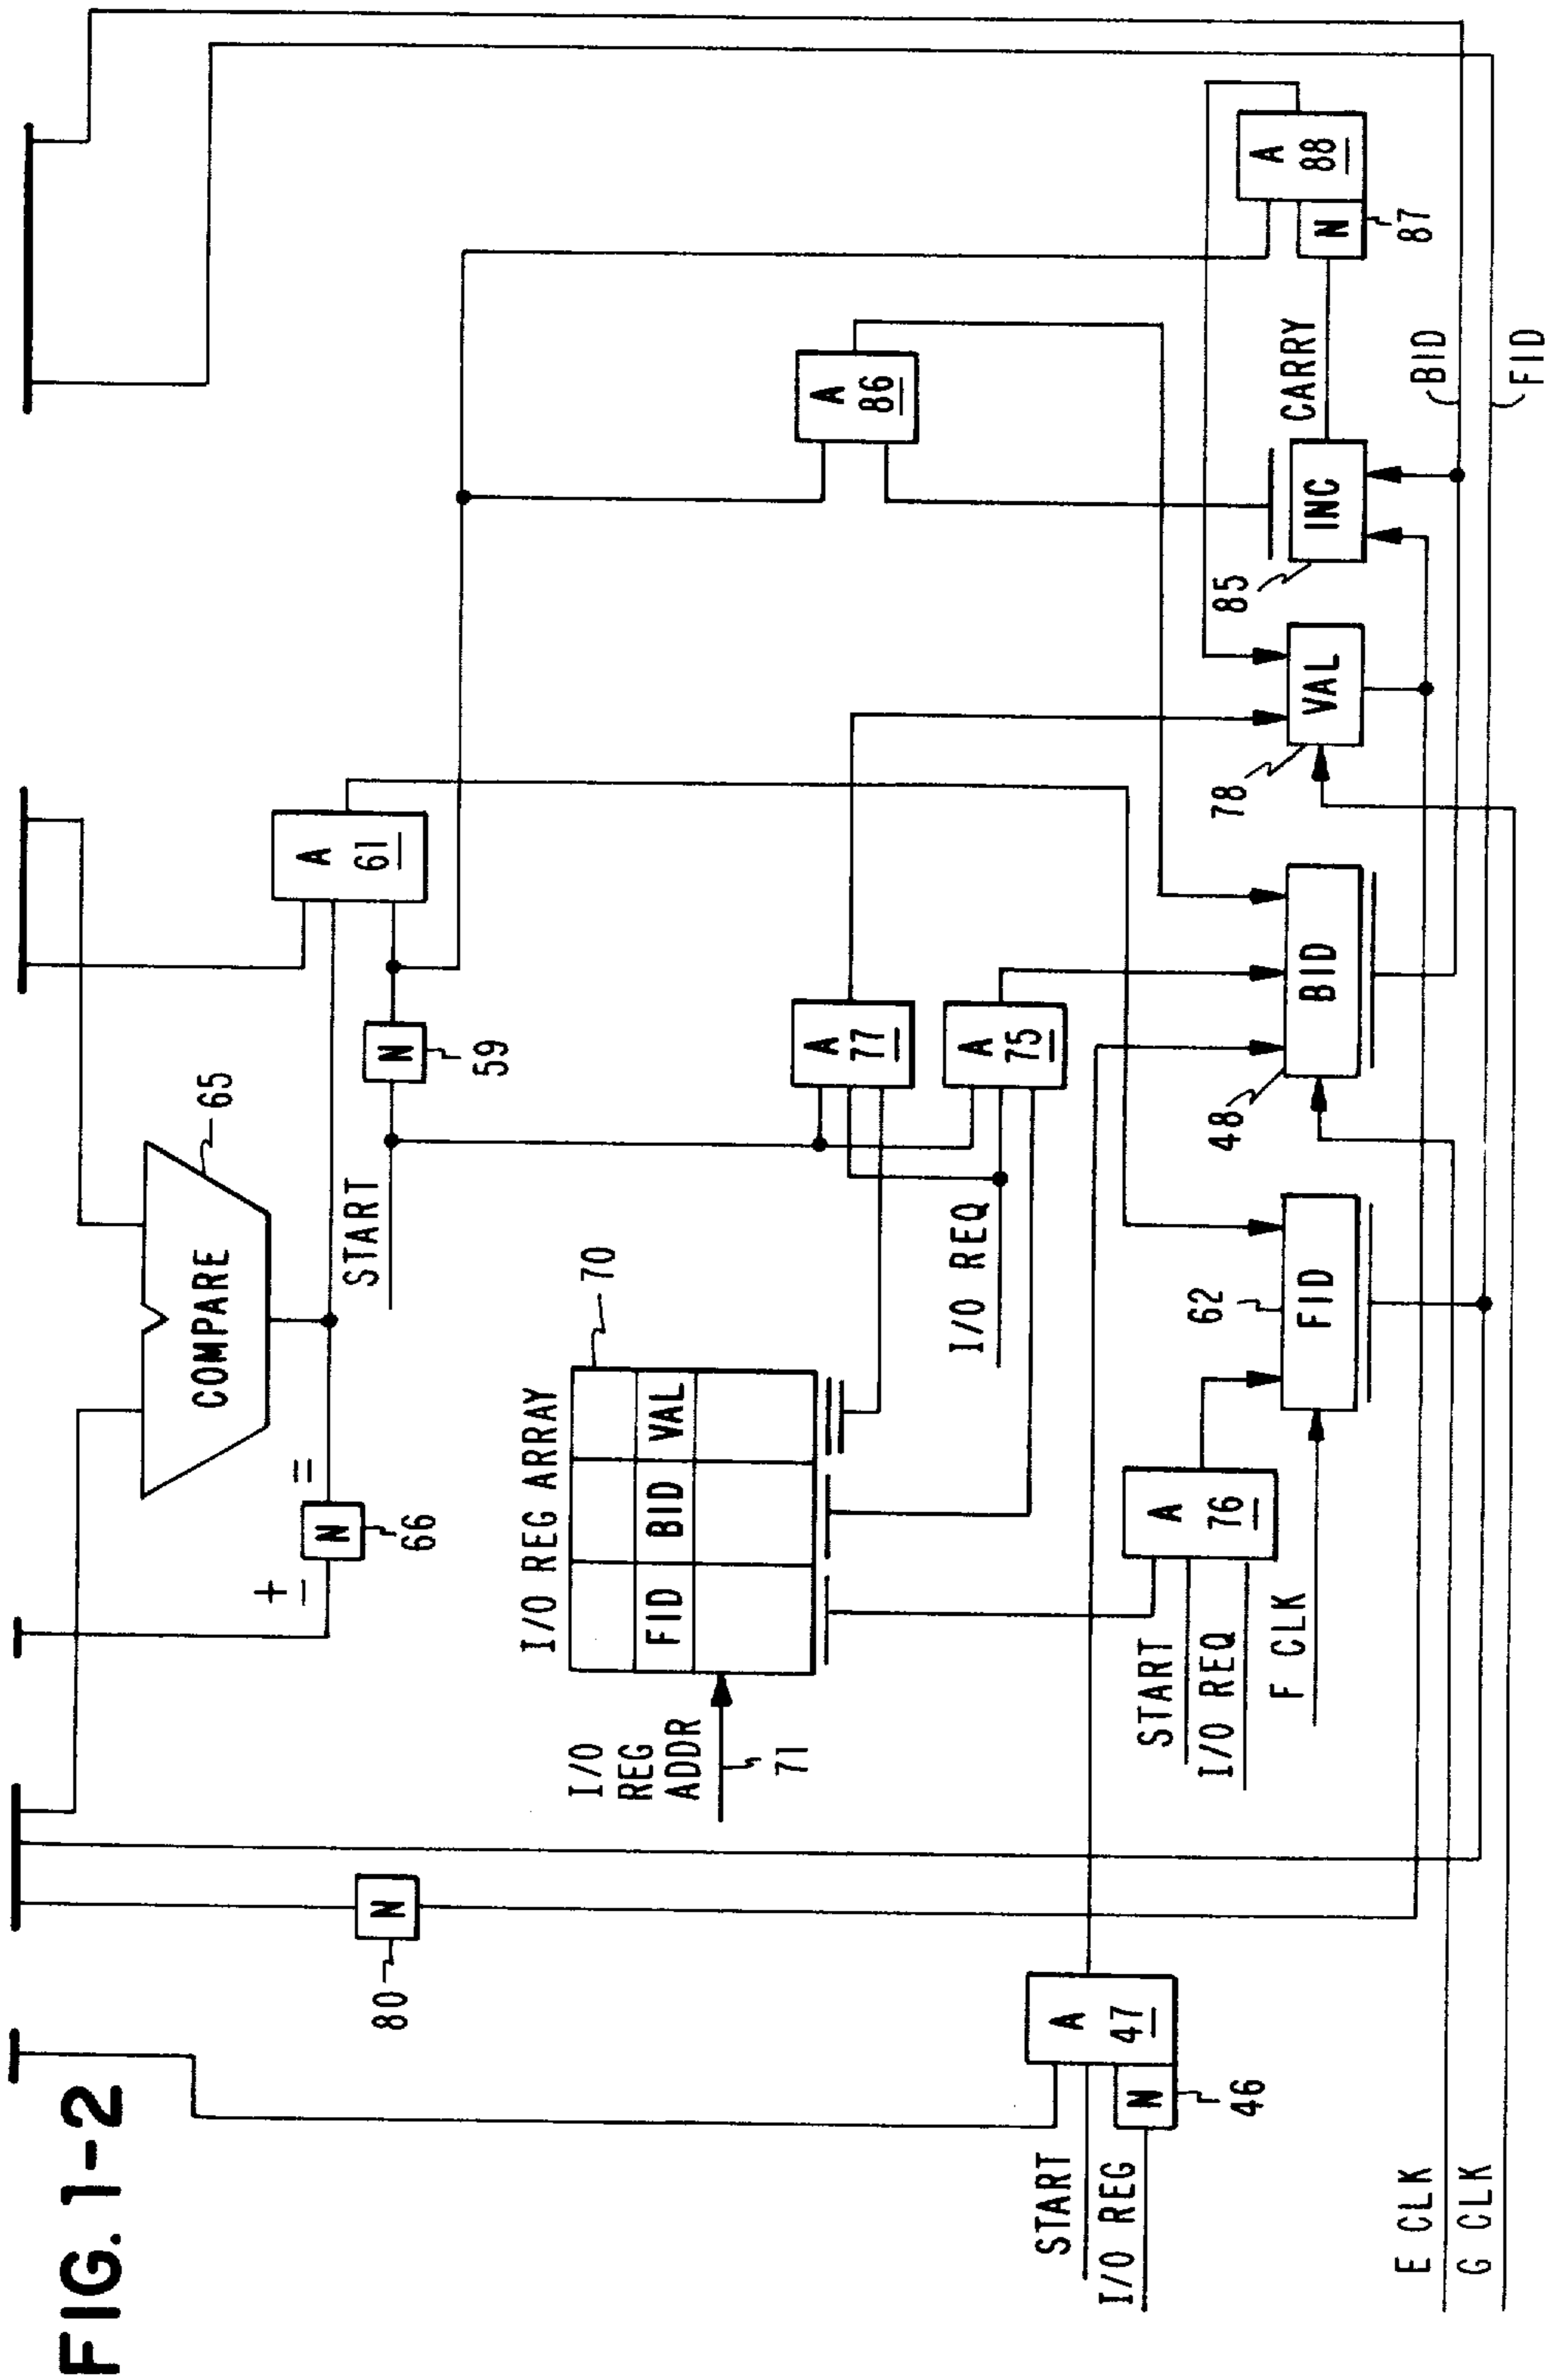 FIG.1-2
COMPARE
65
+
−
=
N
66
START
N
59
A
61
N
80
I/O REG ARRAY
70
FID BID VAL
I/O
REG
ADDR
71
I/O REQ
A
77
A
75
A
86
START
I/O REG
A
47
N
46
START
I/O REQ
A
76
F CLK
62
FID
48
BID
78
VAL
85
INC
CARRY
A
88
N
87
BID
FID
E CLK
G CLK